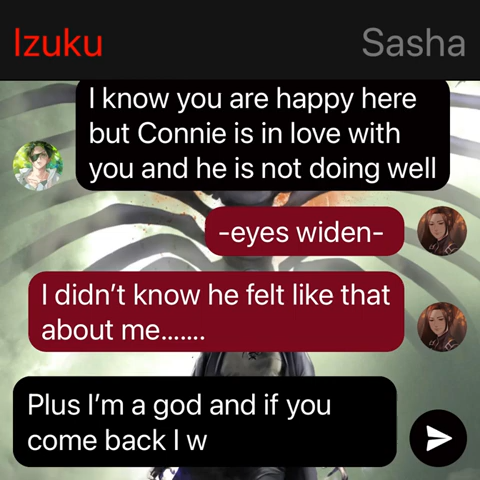 Izuku Sasha
I know you are happy here
but Connie is in love with
you and he is not doing well
-eyes widen-
I didn’t know he felt like that
about me.......
Plus I’m a god and if you
come back I w